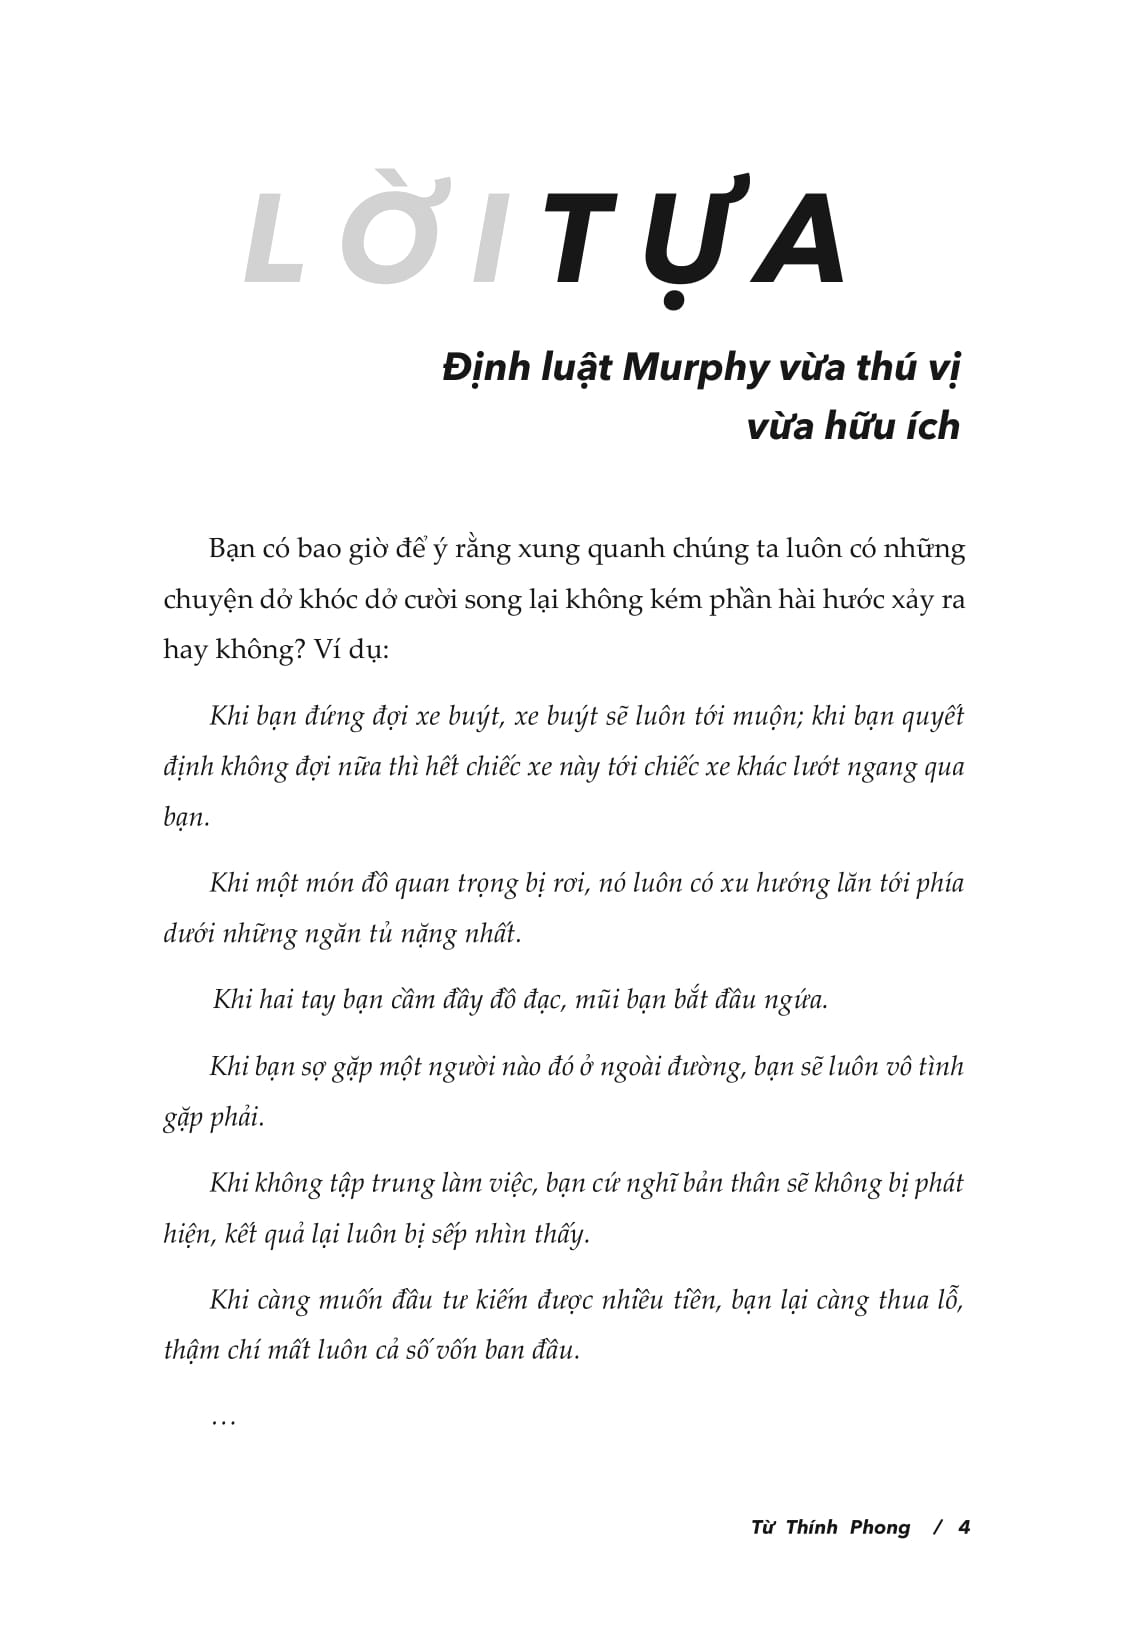 LỜI TỰA
Định luật Murphy vừa thú vị
vừa hữu ích
Bạn có bao giờ để ý rằng xung quanh chúng ta luôn có những
chuyện dở khóc dở cười song lại không kém phần hài hước xảy ra
hay không? Ví dụ:
Khi bạn đứng đợi xe buýt, xe buýt sẽ luôn tới muộn; khi bạn quyết
định không đợi nữa thì hết chiếc xe này tới chiếc xe khác lướt ngang qua
bạn.
Khi một món đồ quan trọng bị rơi, nó luôn có xu hướng lăn tới phía
dưới những ngăn tủ nặng nhất.
Khi hai tay bạn cầm đầy đồ đạc, mũi bạn bắt đầu ngứa.
Khi bạn sợ gặp một người nào đó ở ngoài đường, bạn sẽ luôn vô tình
gặp phải.
Khi không tập trung làm việc, bạn cứ nghĩ bản thân sẽ không bị phát
hiện, kết quả lại luôn bị sếp nhìn thấy.
Khi càng muốn đầu tư kiếm được nhiều tiền, bạn lại càng thua lỗ,
thậm chí mất luôn cả số vốn ban đầu.
…
Từ Thính Phong / 4